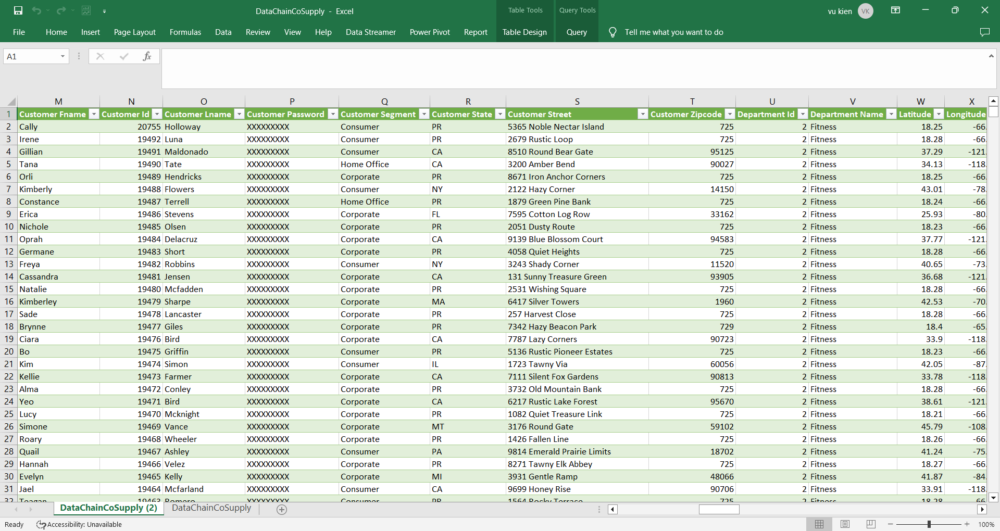 DataChainCoSupply - Excel
Table Tools
Query Tools
vu kien
VK
File Home Insert Page Layout Formulas Data Review View Help Data Streamer Power Pivot Report Table Design Query Tell me what you want to do
A1 fx
M N O P Q R S T U V W X
1 Customer Fname Customer Id Customer Lname Customer Password Customer Segment Customer State Customer Street Customer Zipcode Department Id Department Name Latitude Longitude
2 Cally 20755 Holloway XXXXXXXXX Consumer PR 5365 Noble Nectar Island 725 2 Fitness 18.25 -66.
3 Irene 19492 Luna XXXXXXXXX Consumer PR 2679 Rustic Loop 725 2 Fitness 18.28 -66.
4 Gillian 19491 Maldonado XXXXXXXXX Consumer CA 8510 Round Bear Gate 95125 2 Fitness 37.29 -121.
5 Tana 19490 Tate XXXXXXXXX Home Office CA 3200 Amber Bend 90027 2 Fitness 34.13 -118.
6 Orli 19489 Hendricks XXXXXXXXX Corporate PR 8671 Iron Anchor Corners 725 2 Fitness 18.25 -66.
7 Kimberly 19488 Flowers XXXXXXXXX Consumer NY 2122 Hazy Corner 14150 2 Fitness 43.01 -78.
8 Constance 19487 Terrell XXXXXXXXX Home Office PR 1879 Green Pine Bank 725 2 Fitness 18.24 -66.
9 Erica 19486 Stevens XXXXXXXXX Corporate FL 7595 Cotton Log Row 33162 2 Fitness 25.93 -80.
10 Nichole 19485 Olsen XXXXXXXXX Corporate PR 2051 Dusty Route 725 2 Fitness 18.23 -66.
11 Oprah 19484 Delacruz XXXXXXXXX Corporate CA 9139 Blue Blossom Court 94583 2 Fitness 37.77 -121.
12 Germane 19483 Short XXXXXXXXX Corporate PR 4058 Quiet Heights 725 2 Fitness 18.28 -66.
13 Freya 19482 Robbins XXXXXXXXX Consumer NY 3243 Shady Corner 11520 2 Fitness 40.65 -73.
14 Cassandra 19481 Jensen XXXXXXXXX Corporate CA 131 Sunny Treasure Green 93905 2 Fitness 36.68 -121.
15 Natalie 19480 Mcfadden XXXXXXXXX Corporate PR 2531 Wishing Square 725 2 Fitness 18.28 -66.
16 Kimberley 19479 Sharpe XXXXXXXXX Corporate MA 6417 Silver Towers 1960 2 Fitness 42.53 -70.
17 Sade 19478 Lancaster XXXXXXXXX Corporate PR 257 Harvest Close 725 2 Fitness 18.28 -66.
18 Brynne 19477 Giles XXXXXXXXX Corporate PR 7342 Hazy Beacon Park 729 2 Fitness 18.4 -65.
19 Ciara 19476 Bird XXXXXXXXX Corporate CA 7787 Lazy Corners 90723 2 Fitness 33.9 -118.
20 Bo 19475 Griffin XXXXXXXXX Consumer PR 5136 Rustic Pioneer Estates 725 2 Fitness 18.23 -66.
21 Kim 19474 Simon XXXXXXXXX Consumer IL 1723 Tawny Via 60056 2 Fitness 42.05 -87.
22 Kellie 19473 Farmer XXXXXXXXX Corporate CA 7111 Silent Fox Gardens 90813 2 Fitness 33.78 -118.
23 Alma 19472 Conley XXXXXXXXX Corporate PR 3732 Old Mountain Bank 725 2 Fitness 18.28 -66.
24 Yeo 19471 Bird XXXXXXXXX Corporate CA 6217 Rustic Lake Forest 95670 2 Fitness 38.61 -121.
25 Lucy 19470 Mcknight XXXXXXXXX Corporate PR 1082 Quiet Treasure Link 725 2 Fitness 18.21 -66.
26 Simone 19469 Vance XXXXXXXXX Corporate MT 3176 Round Gate 59102 2 Fitness 45.79 -108.
27 Roary 19468 Wheeler XXXXXXXXX Corporate PR 1426 Fallen Line 725 2 Fitness 18.26 -66.
28 Quail 19467 Ashley XXXXXXXXX Consumer PA 9814 Emerald Prairie Limits 18702 2 Fitness 41.24 -75.
29 Hannah 19466 Velez XXXXXXXXX Corporate PR 8271 Tawny Elk Abbey 725 2 Fitness 18.27 -66.
30 Evelyn 19465 Kelly XXXXXXXXX Corporate MI 3931 Gentle Ramp 48066 2 Fitness 41.87 -84.
31 Jael 19464 Mcfarland XXXXXXXXX Consumer CA 9699 Honey Rise 90706 2 Fitness 33.91 -118.
32 Teagan 19463 Romero XXXXXXXXX Consumer PR 1564 Rocky Terrace 725 2 Fitness 18.28 -66
DataChainCoSupply (2) DataChainCoSupply
Ready Accessibility: Unavailable 100%